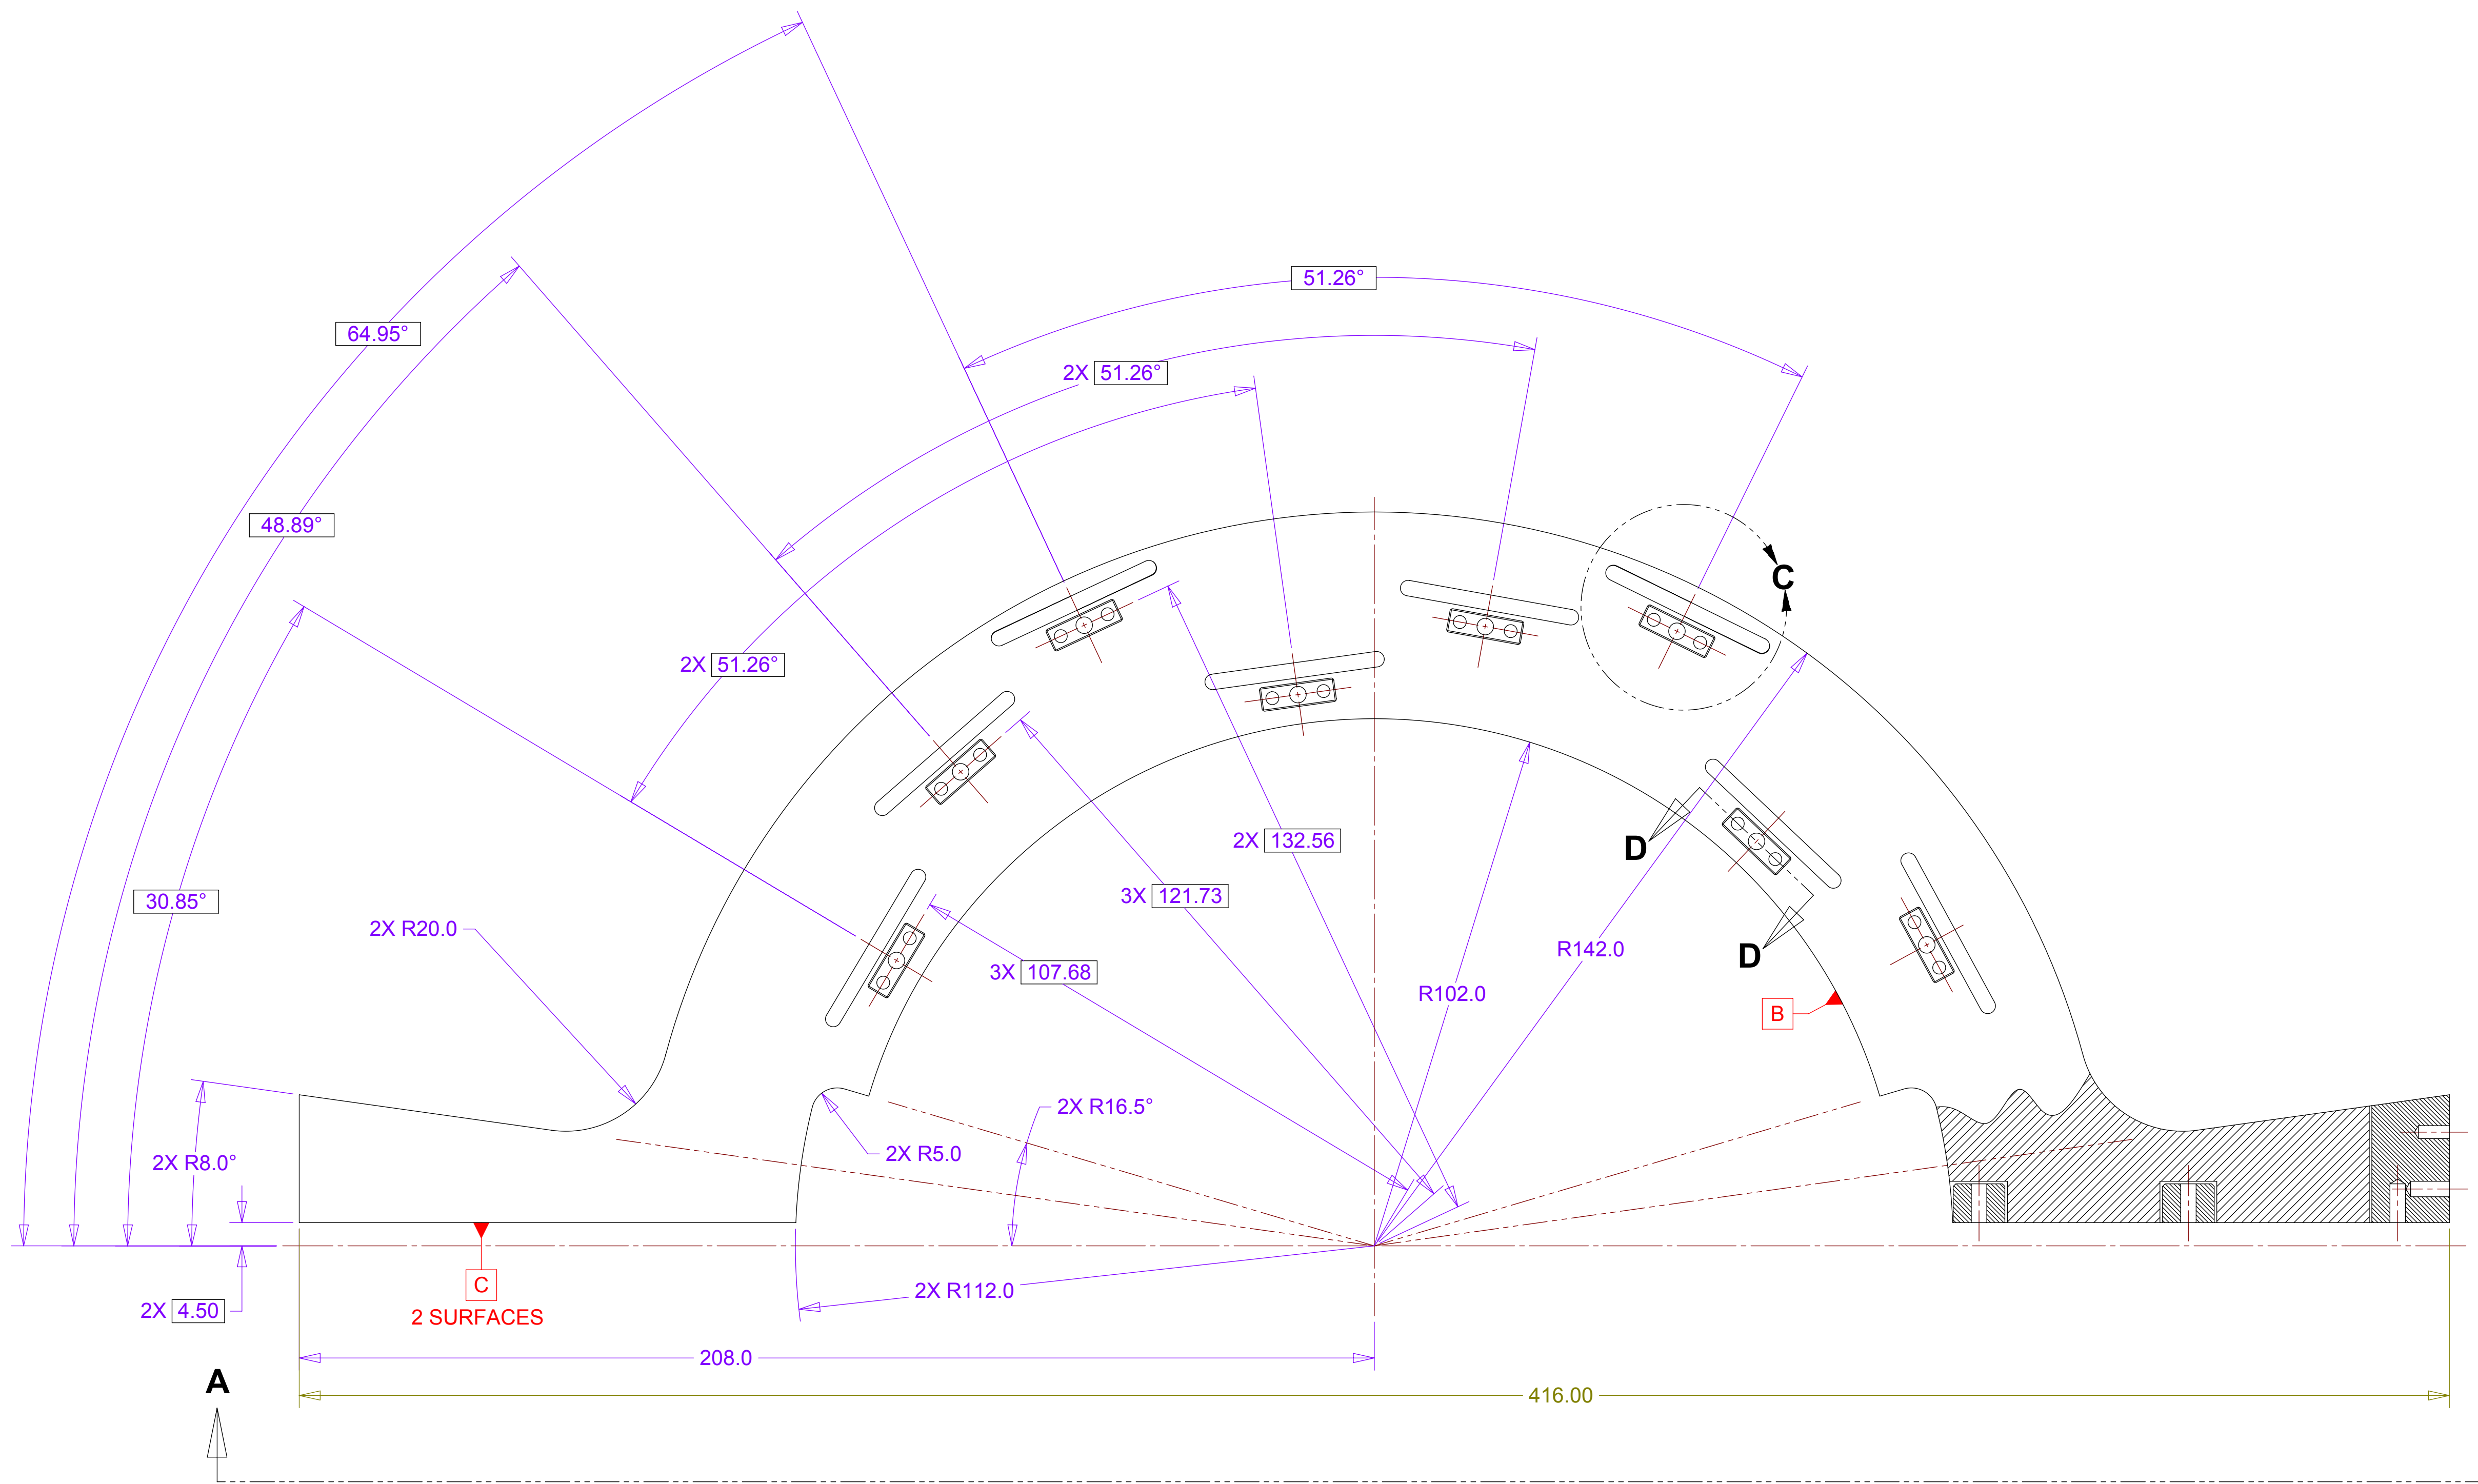 51.26°
64.95°
2X 51.26°
48.89°
C
2X 51.26°
2X 132.56
D
3X 121.73
30.85°
2X R20.0
R142.0
D
3X 107.68
R102.0
B
2X R16.5°
2X R5.0
2X R8.0°
C
2 SURFACES
2X R112.0
2X 4.50
208.0
A
416.00